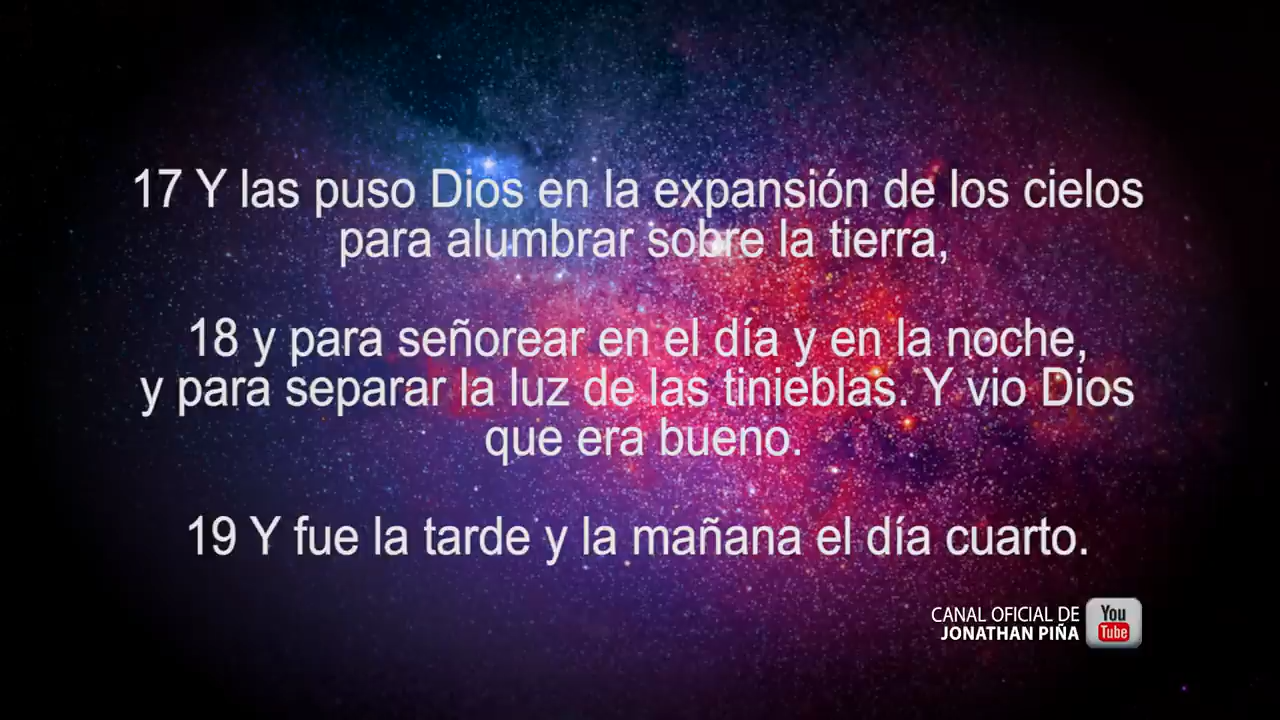 17 Y las puso Dios en la expansión de los cielos
para alumbrar sobre la tierra,
18 y para señorear en el día y en la noche,
y para separar la luz de las tinieblas. Y vio Dios
que era bueno.
19 Y fue la tarde y la mañana el día cuarto.
CANAL OFICIAL DE
JONATHAN PIÑA
You
Tube